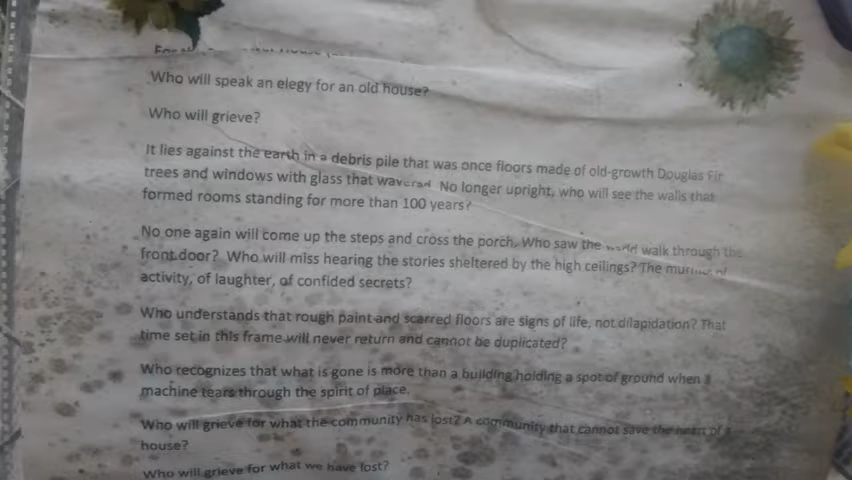 Who will speak an elegy for an old house?
Who will grieve?
It lies against the earth in a debris pile that was once floors made of old-growth Douglas Fir
trees and windows with glass that wavered No longer upright, who will see the walls that
formed rooms standing for more than 100 years?
No one again will come up the steps and cross the porch. Who saw the world walk through the
front door? Who will miss hearing the stories sheltered by the high ceilings? The murmur of
activity, of laughter, of confided secrets?
Who understands that rough paint and scarred floors are signs of life, not dilapidation? That
time set in this frame will never return and cannot be duplicated?
Who recognizes that what is gone is more than a building holding a spot of ground when a
machine tears through the spirit of place.
Who will grieve for what the community has lost? A community that cannot save the heart of a
house?
Who will grieve for what we have lost?